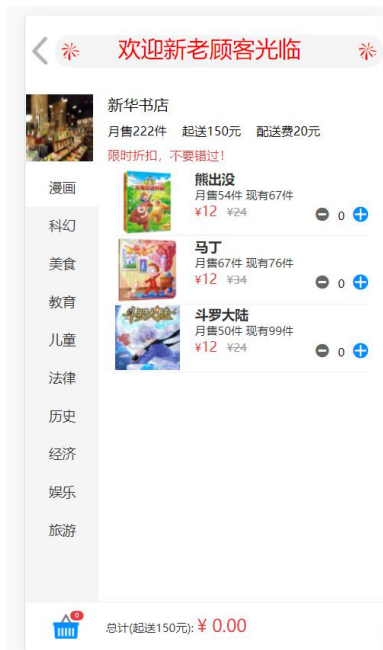 欢迎新老顾客光临
新华书店
月售222件 起送150元 配送费20元
限时折扣，不要错过！
漫画
科幻
美食
教育
儿童
法律
历史
经济
娱乐
旅游
熊出没
月售54件 现有67件
¥12 ¥24
0
马丁
月售67件 现有76件
¥12 ¥34
0
斗罗大陆
月售50件 现有99件
¥12 ¥24
0
0
总计(起送150元): ¥ 0.00